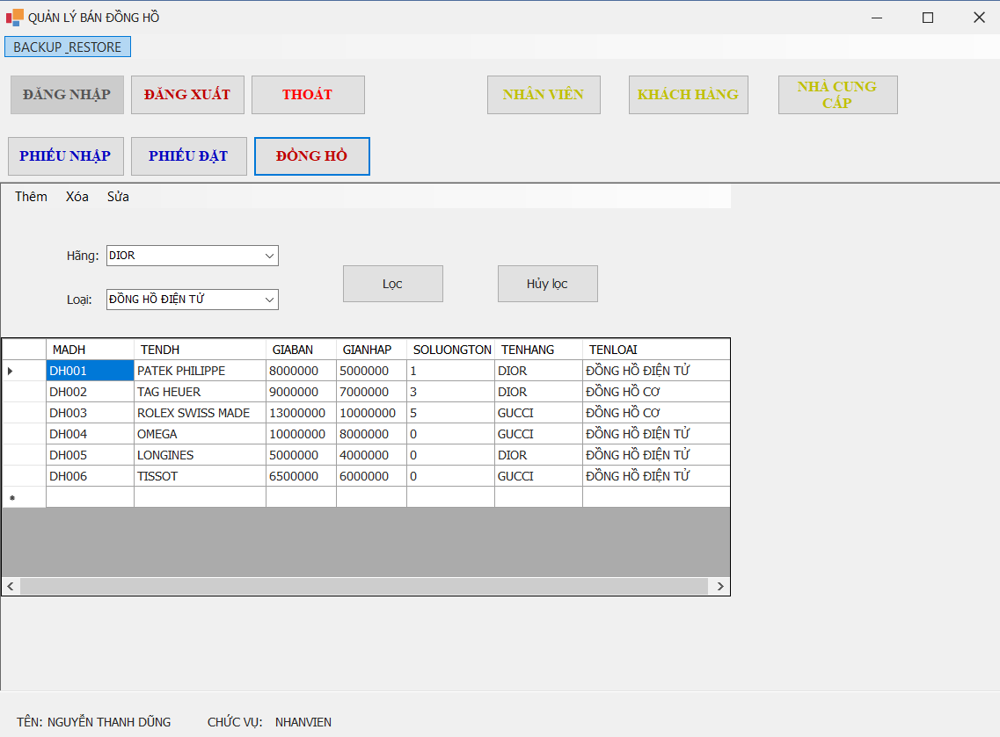 QUẢN LÝ BÁN ĐỒNG HỒ
BACKUP _RESTORE
ĐĂNG NHẬP ĐĂNG XUẤT THOÁT NHÂN VIÊN KHÁCH HÀNG NHÀ CUNG
CẤP
PHIẾU NHẬP PHIẾU ĐẶT ĐỒNG HỒ
Thêm Xóa Sửa
Hãng: DIOR
Lọc Hủy lọc
Loại: ĐỒNG HỒ ĐIỆN TỬ
MADH TENDH GIABAN GIANHAP SOLUONGTON TENHANG TENLOAI
DH001 PATEK PHILIPPE 8000000 5000000 1 DIOR ĐỒNG HỒ ĐIỆN TỬ
DH002 TAG HEUER 9000000 7000000 3 DIOR ĐỒNG HỒ CƠ
DH003 ROLEX SWISS MADE 13000000 10000000 5 GUCCI ĐỒNG HỒ CƠ
DH004 OMEGA 10000000 8000000 0 GUCCI ĐỒNG HỒ ĐIỆN TỬ
DH005 LONGINES 5000000 4000000 0 DIOR ĐỒNG HỒ ĐIỆN TỬ
DH006 TISSOT 6500000 6000000 0 GUCCI ĐỒNG HỒ ĐIỆN TỬ
TÊN: NGUYỄN THANH DŨNG CHỨC VỤ: NHANVIEN